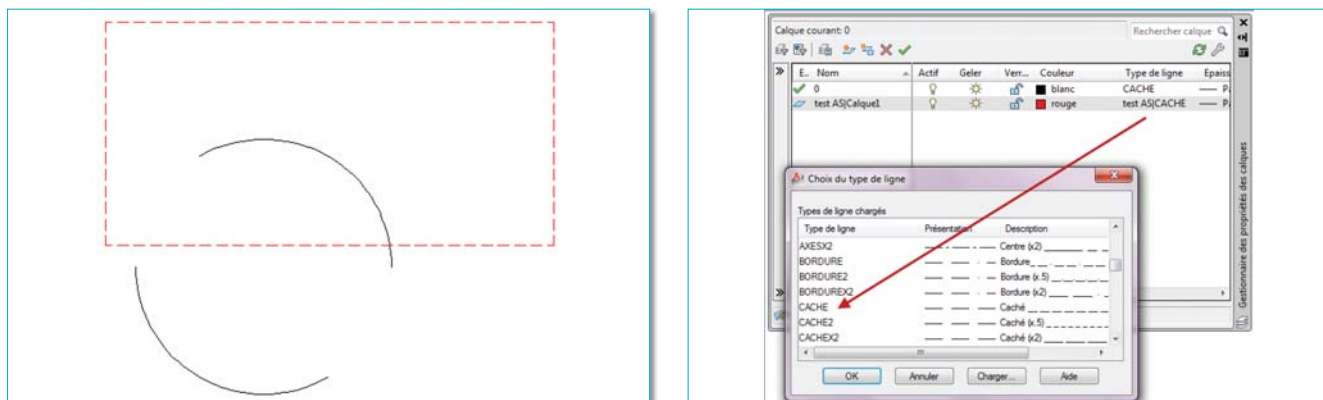 Calque courant: 0
Rechercher calque
E.. Nom Actif Geler Verr... Couleur Type de ligne Epaiss
0 blanc CACHE P
test AS|Calque1 rouge test AS|CACHE P
Choix du type de ligne
Types de ligne chargés
Type de ligne Présentation Description
AXESX2 Centre (x2)
BORDURE Bordure
BORDURE2 Bordure (x.5)
BORDUREX2 Bordure (x2)
CACHE Caché
CACHE2 Caché (x.5)
CACHEX2 Caché (x2)
OK Annuler Charger... Aide
Gestionnaire des propriétés des calques